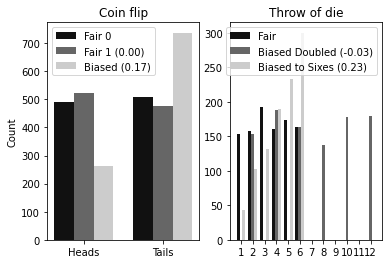 Coin flip
Fair 0
Fair 1 (0.00)
Biased (0.17)
Count
700
600
500
400
300
200
100
0
Heads Tails
Throw of die
Fair
Biased Doubled (-0.03)
Biased to Sixes (0.23)
300
250
200
150
100
50
0
1 2 3 4 5 6 7 8 9 10 11 12